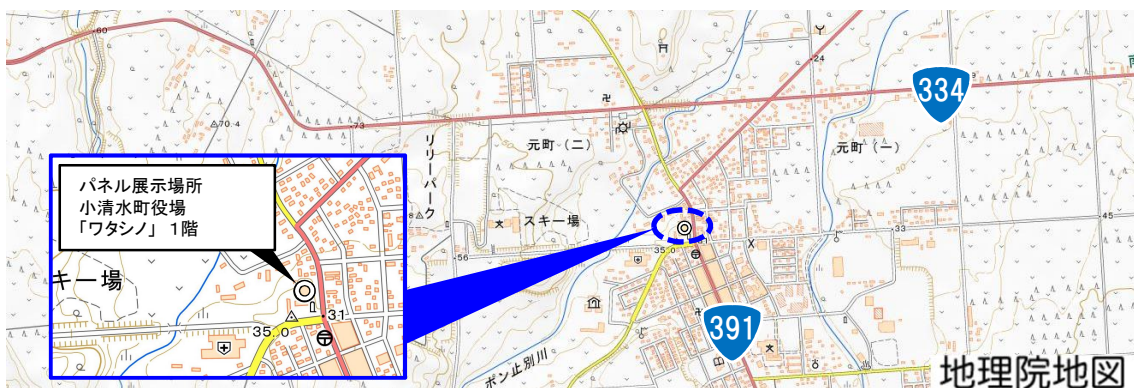 60
24
334
70.4
73
リリーパーク
元町(二)
元町(一)
パネル展示場所
小清水町役場
「ワタシノ」 1階
スキー場
45
33
56
35.0
キー場
31
35.0
391
ポン止別川
地理院地図